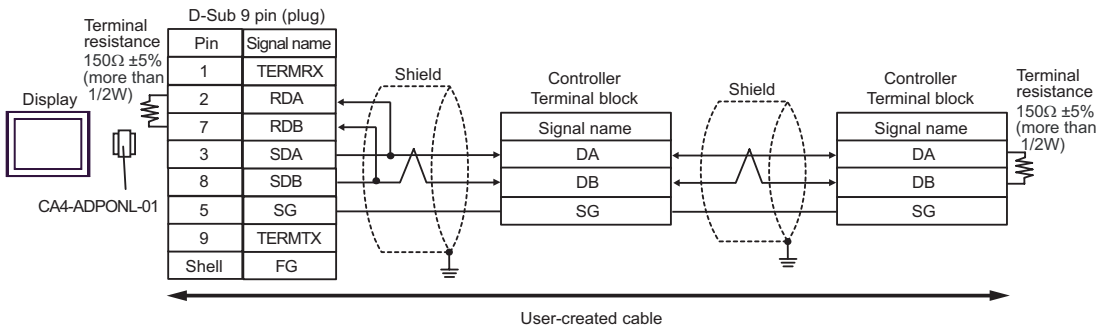 D-Sub 9 pin (plug)
Terminal
resistance
150Ω ±5%
(more than
1/2W)
Display
CA4-ADPONL-01
Pin Signal name
1 TERMRX
2 RDA
7 RDB
3 SDA
8 SDB
5 SG
9 TERMTX
Shell FG
Shield
Controller
Terminal block
Signal name
DA
DB
SG
Shield
Controller
Terminal block
Signal name
DA
DB
SG
Terminal
resistance
150Ω ±5%
(more than
1/2W)
User-created cable